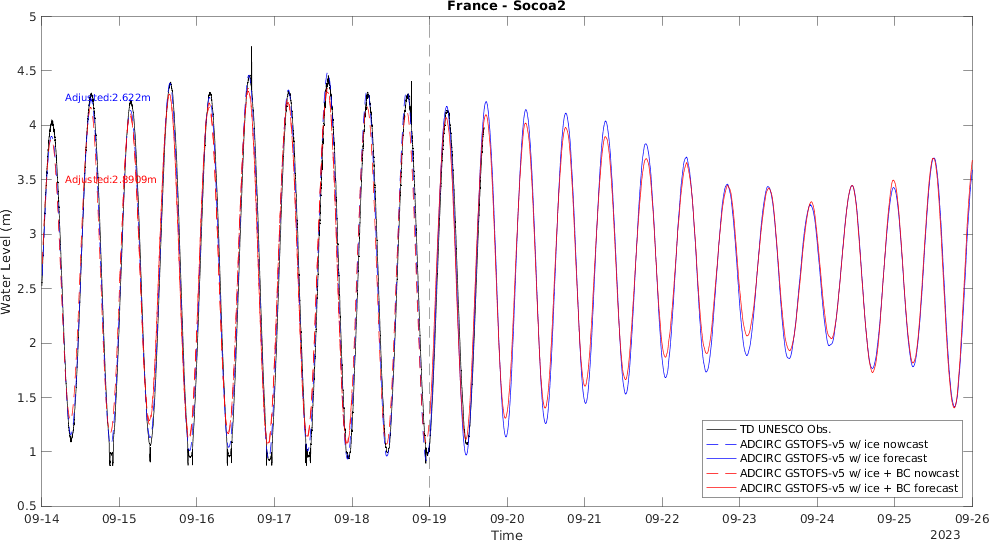 France - Socoa2
Water Level (m)
5
4.5
4
3.5
3
2.5
2
1.5
1
0.5
Adjusted:2.622m
Adjusted:2.8909m
TD UNESCO Obs.
ADCIRC GSTOFS-v5 w/ ice nowcast
ADCIRC GSTOFS-v5 w/ ice forecast
ADCIRC GSTOFS-v5 w/ ice + BC nowcast
ADCIRC GSTOFS-v5 w/ ice + BC forecast
09-14 09-15 09-16 09-17 09-18 09-19 09-20 09-21 09-22 09-23 09-24 09-25 09-26
Time
2023